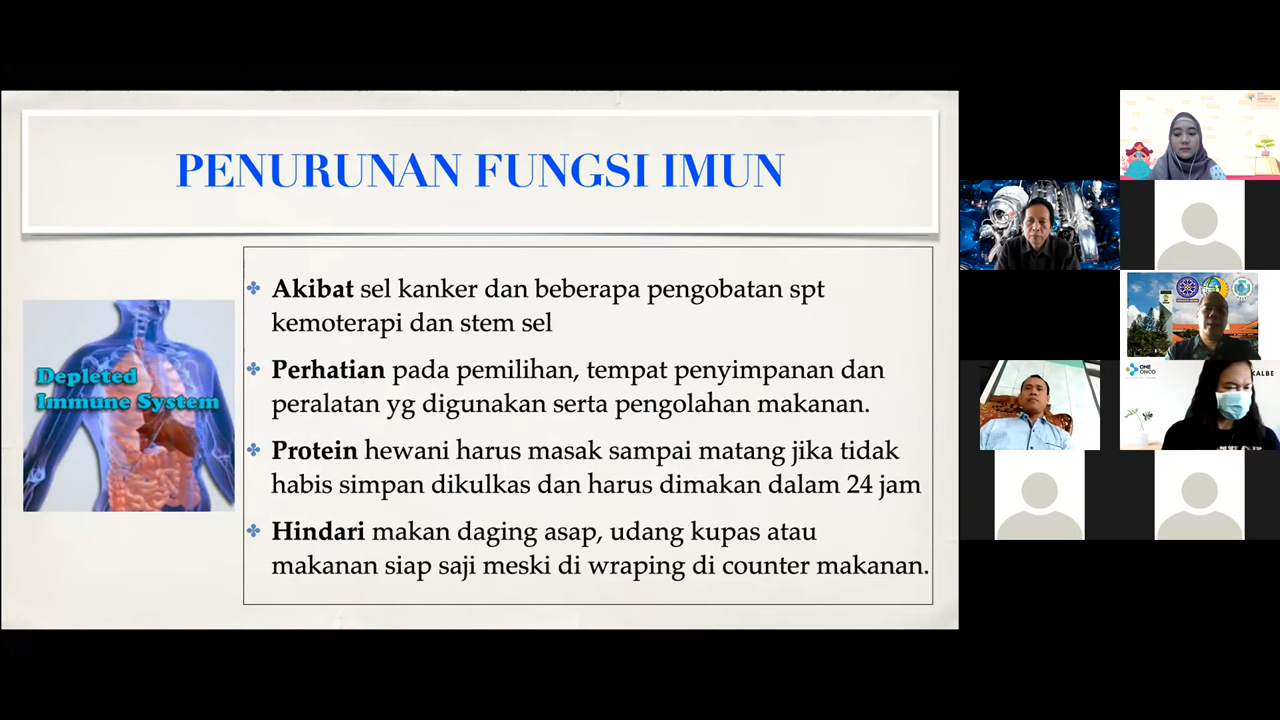 PENURUNAN FUNGSI IMUN
Depleted
Immune System
Akibat sel kanker dan beberapa pengobatan spt
kemoterapi dan stem sel
Perhatian pada pemilihan, tempat penyimpanan dan
peralatan yg digunakan serta pengolahan makanan.
Protein hewani harus masak sampai matang jika tidak
habis simpan dikulkas dan harus dimakan dalam 24 jam
Hindari makan daging asap, udang kupas atau
makanan siap saji meski di wraping di counter makanan.
ONE
ONCO
KALBE